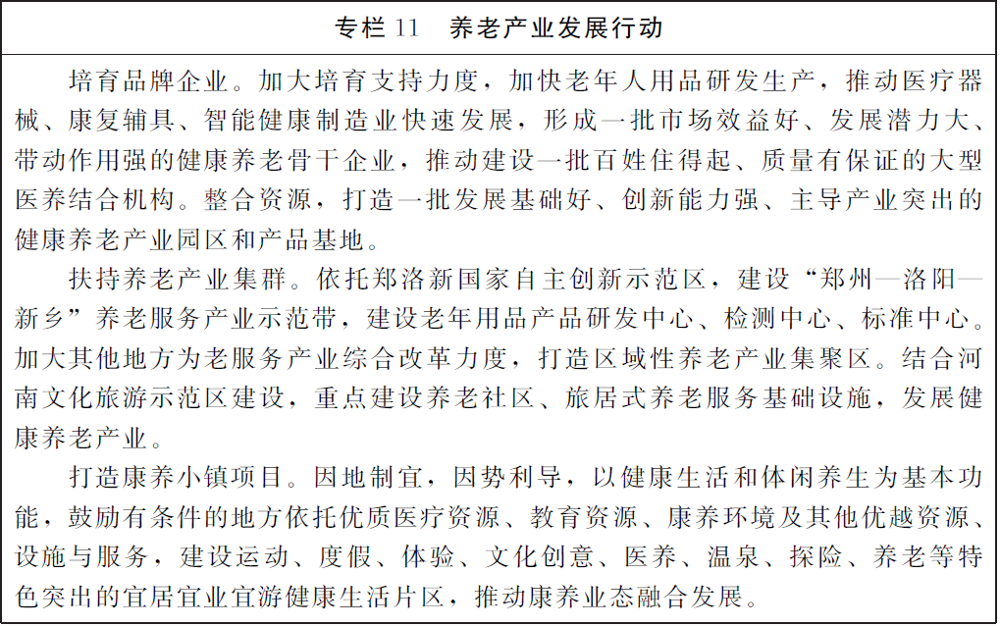 专栏11 养老产业发展行动
培育品牌企业。加大培育支持力度，加快老年人用品研发生产，推动医疗器
械、康复辅具、智能健康制造业快速发展，形成一批市场效益好、发展潜力大、
带动作用强的健康养老骨干企业，推动建设一批百姓住得起、质量有保证的大型
医养结合机构。整合资源，打造一批发展基础好、创新能力强、主导产业突出的
健康养老产业园区和产品基地。
扶持养老产业集群。依托郑洛新国家自主创新示范区，建设“郑州—洛阳—
新乡”养老服务产业示范带，建设老年用品产品研发中心、检测中心、标准中心。
加大其他地方为老服务产业综合改革力度，打造区域性养老产业集聚区。结合河
南文化旅游示范区建设，重点建设养老社区、旅居式养老服务基础设施，发展健
康养老产业。
打造康养小镇项目。因地制宜，因势利导，以健康生活和休闲养生为基本功
能，鼓励有条件的地方依托优质医疗资源、教育资源、康养环境及其他优越资源、
设施与服务，建设运动、度假、体验、文化创意、医养、温泉、探险、养老等特
色突出的宜居宜业宜游健康生活片区，推动康养业态融合发展。